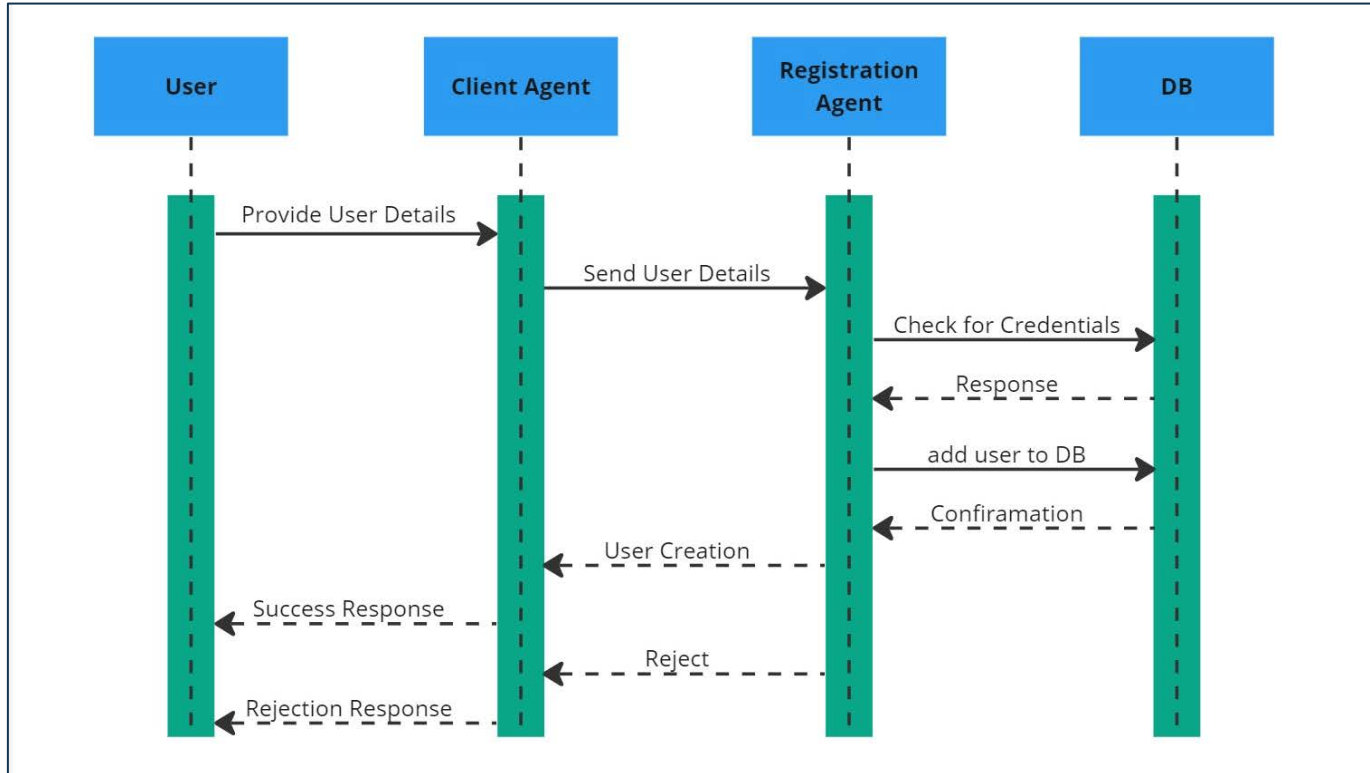 User
Client Agent
Registration
Agent
DB
Provide User Details
Send User Details
Check for Credentials
Response
add user to DB
Confiramation
User Creation
Success Response
Reject
Rejection Response